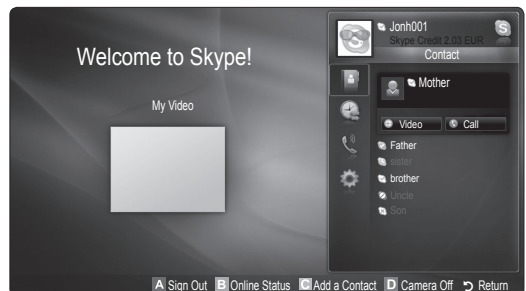 Welcome to Skype!
My Video
Jonh001
Skype Credit 2,03 EUR
Contact
Mother
Video
Call
Father
sister
brother
Uncle
Son
A Sign Out B Online Status C Add a Contact D Camera Off Return